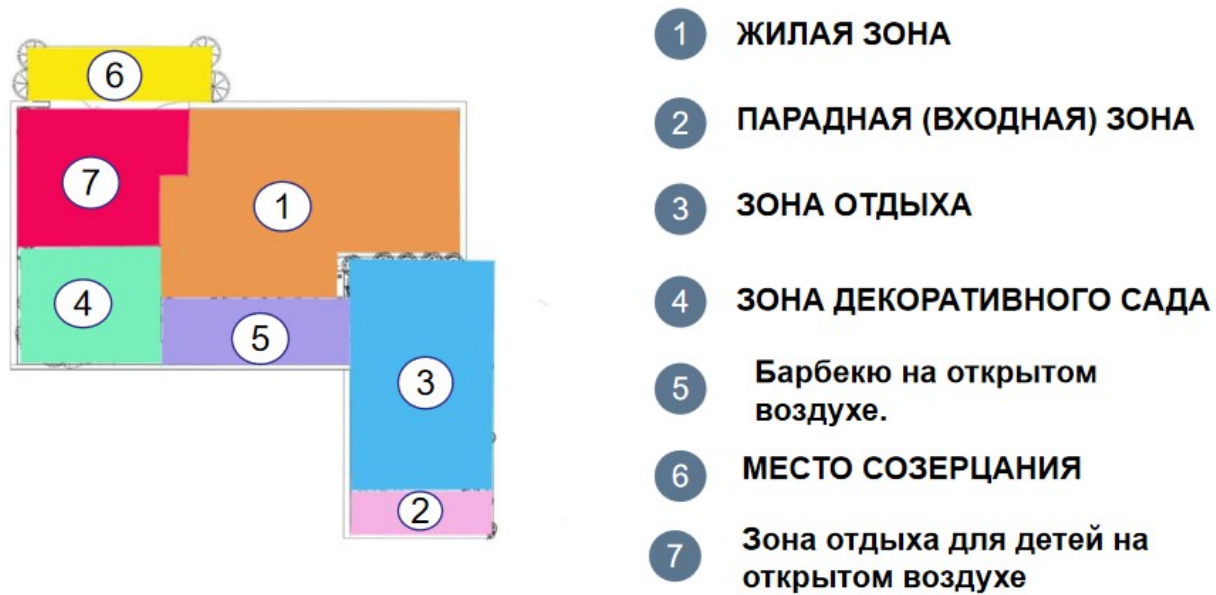 6
7
1
4
5
3
2
1 ЖИЛАЯ ЗОНА
2 ПАРАДНАЯ (ВХОДНАЯ) ЗОНА
3 ЗОНА ОТДЫХА
4 ЗОНА ДЕКОРАТИВНОГО САДА
5 Барбекю на открытом
воздухе.
6 МЕСТО СОЗЕРЦАНИЯ
7 Зона отдыха для детей на
открытом воздухе